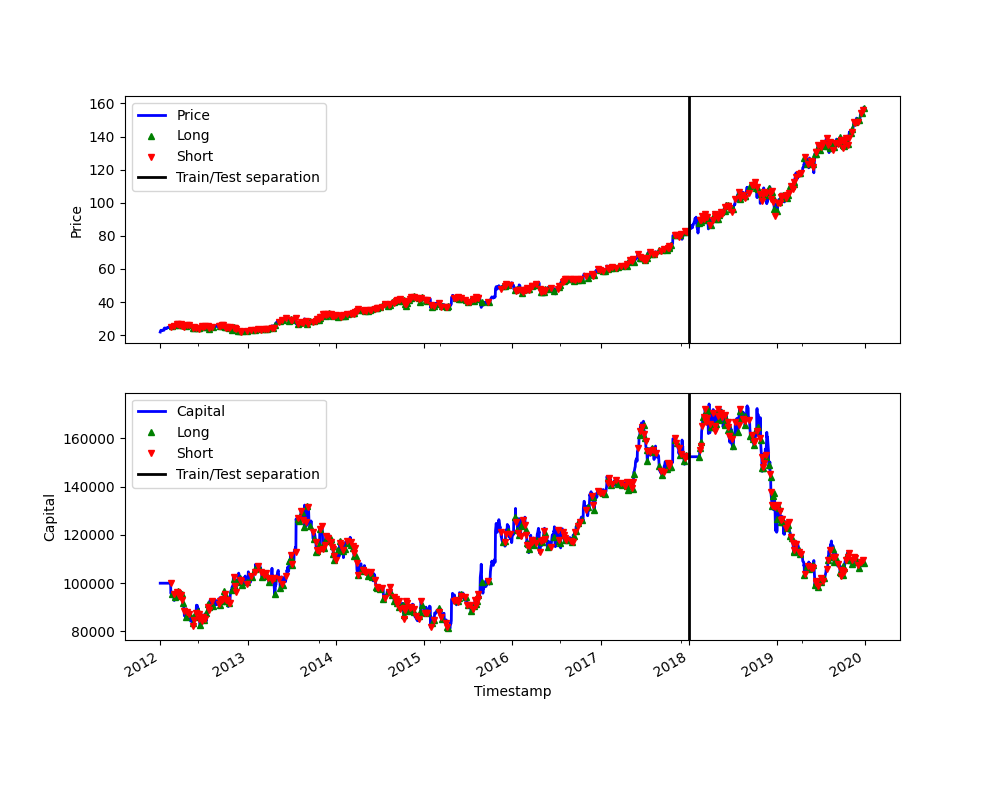 160
140
120
100
80
60
40
20
Price
Price
Long
Short
Train/Test separation
160000
140000
120000
100000
80000
Capital
Capital
Long
Short
Train/Test separation
2012 2013 2014 2015 2016 2017 2018 2019 2020
Timestamp